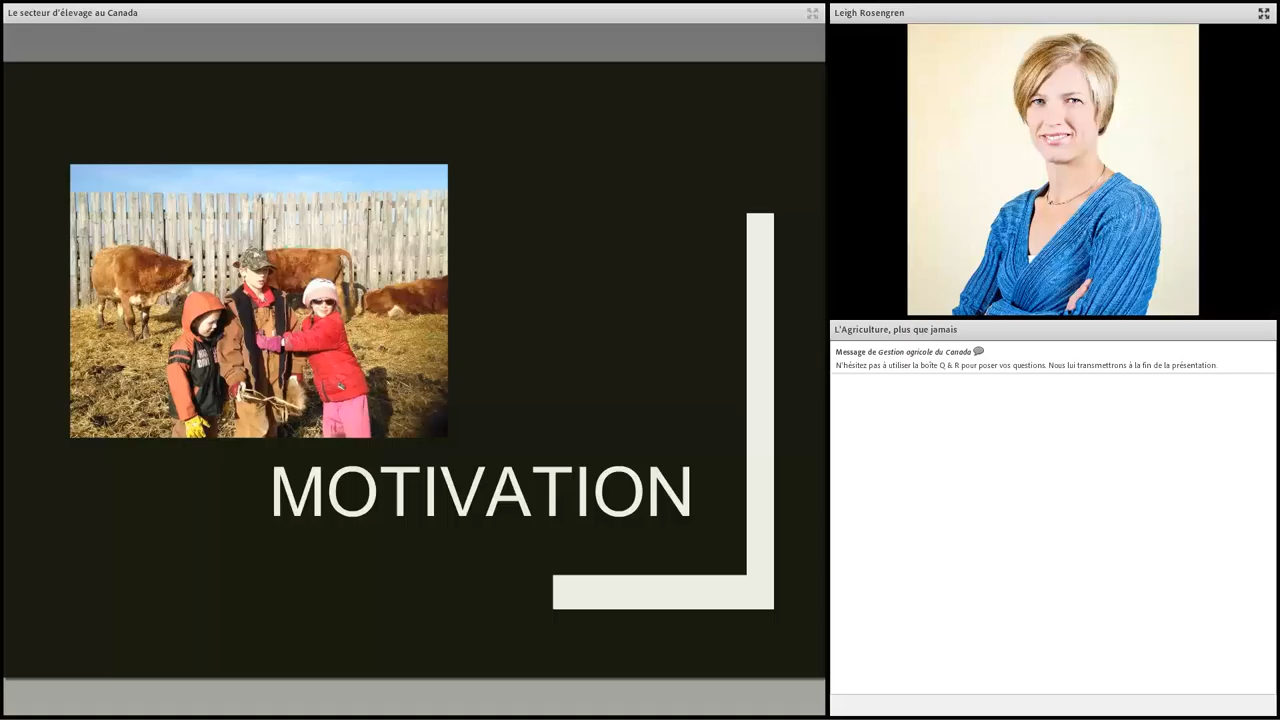 Le secteur d'élevage au Canada
MOTIVATION
Leigh Rosengren
L'Agriculture, plus que jamais
Message de Gestion agricole du Canada
N'hésitez pas à utiliser la boîte Q & R pour poser vos questions. Nous lui transmettrons à la fin de la présentation.